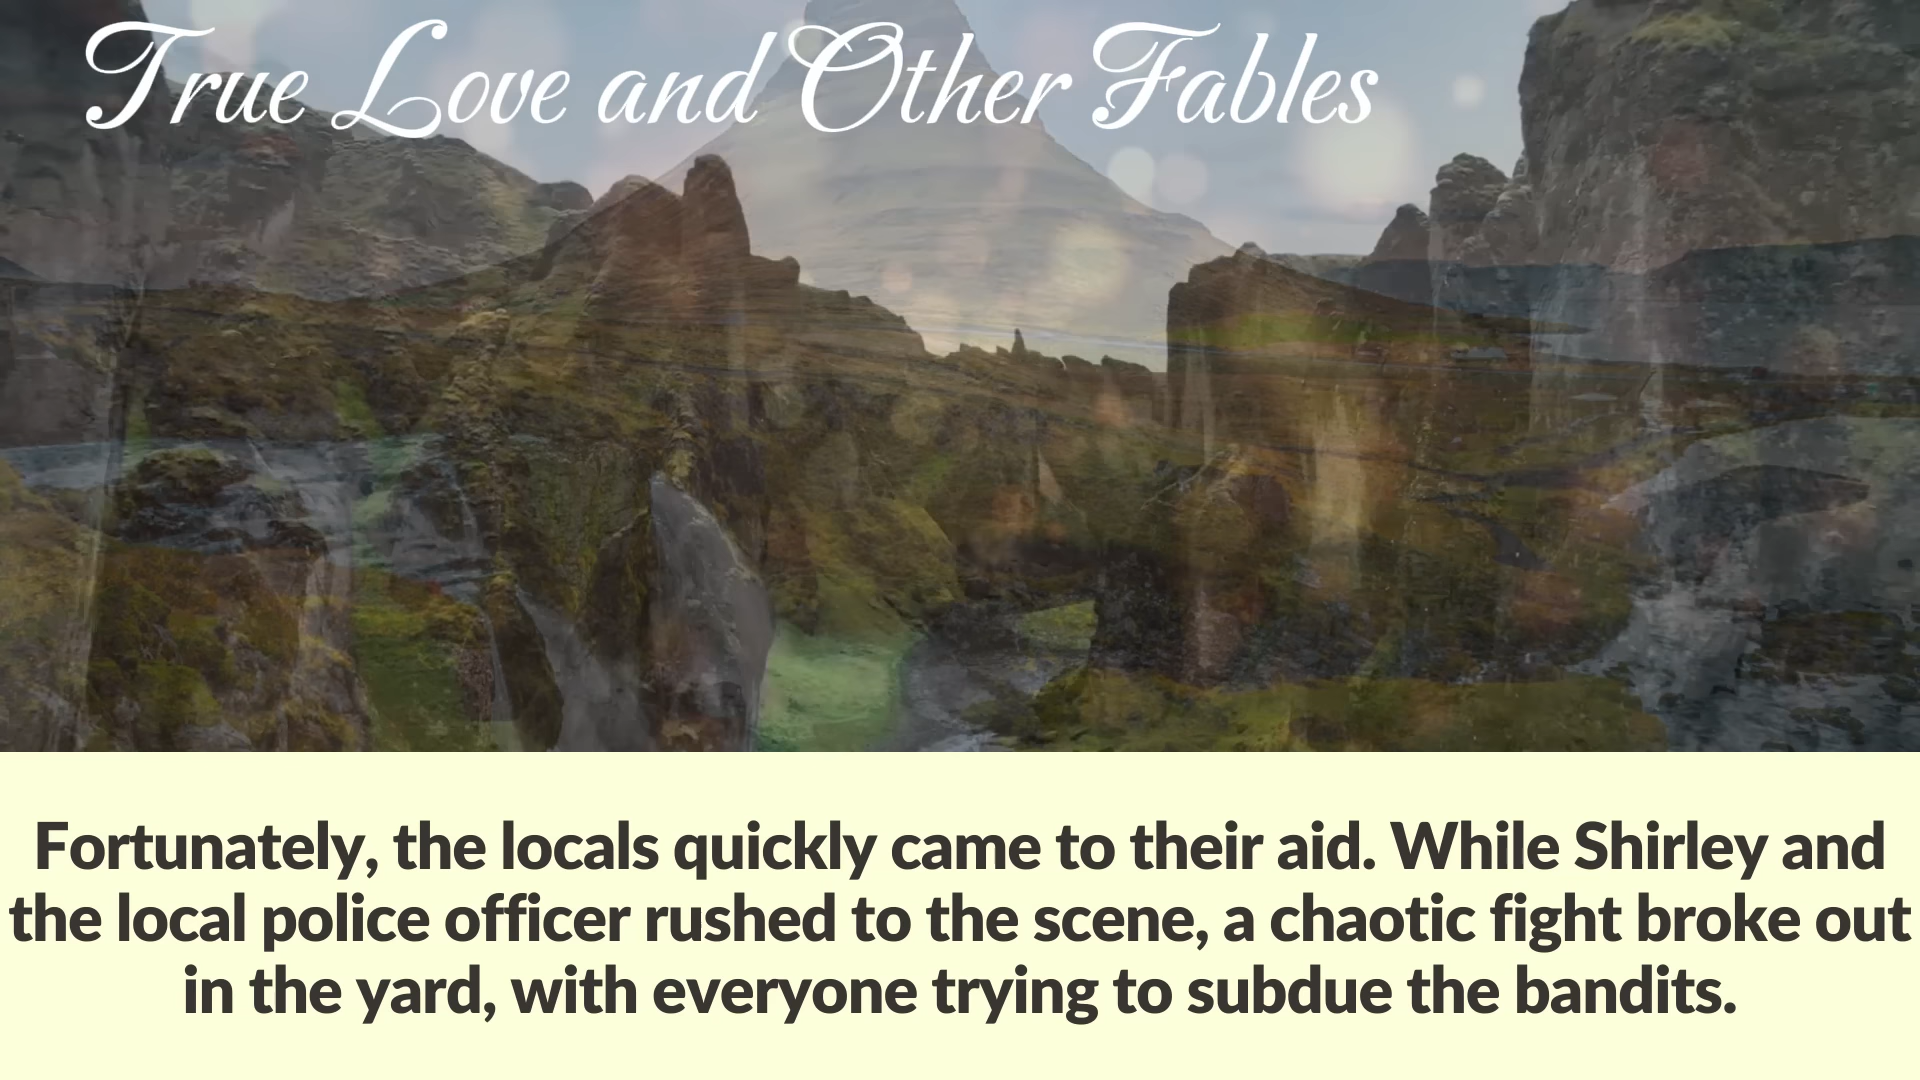 True Love and Other Fables
Fortunately, the locals quickly came to their aid. While Shirley and
the local police officer rushed to the scene, a chaotic fight broke out
in the yard, with everyone trying to subdue the bandits.